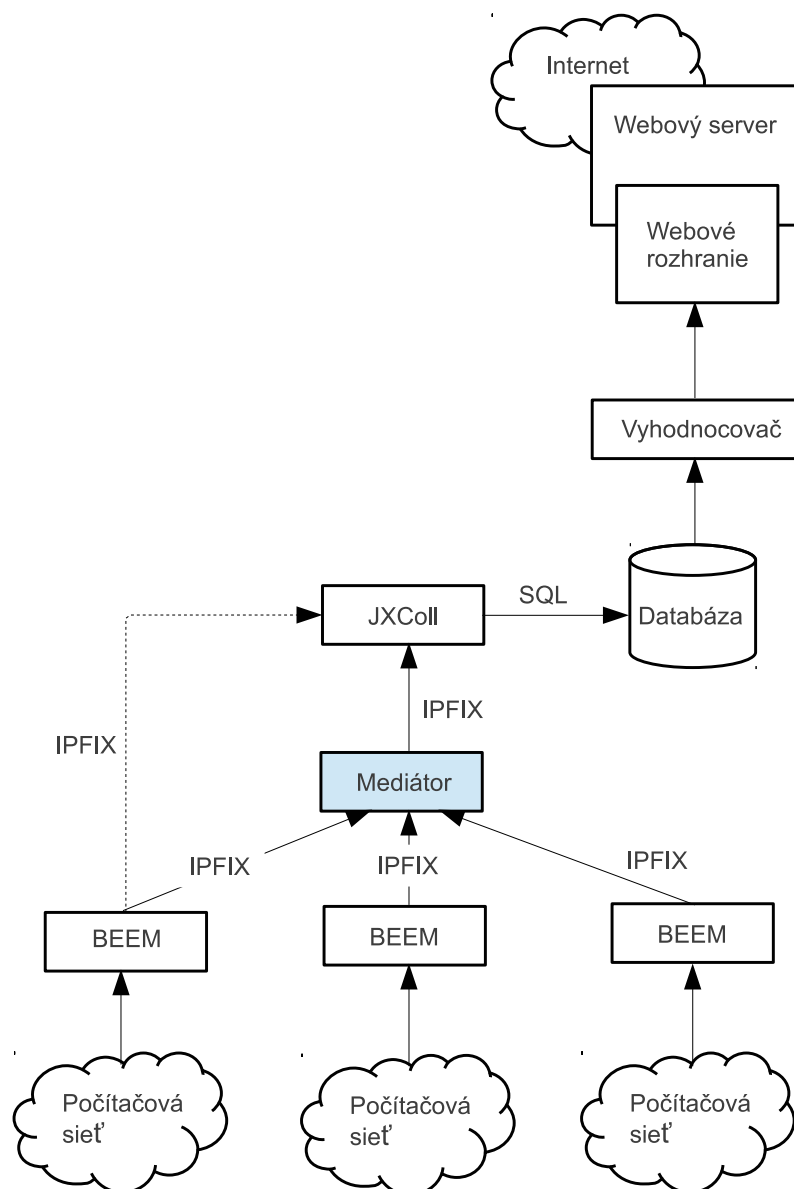 Internet
Webový server
Webové
rozhranie
Vyhodnocovač
SQL
JXColl
Databáza
IPFIX
IPFIX
Mediátor
IPFIX
IPFIX
IPFIX
BEEM
BEEM
BEEM
Počítačová
sieť
Počítačová
sieť
Počítačová
sieť